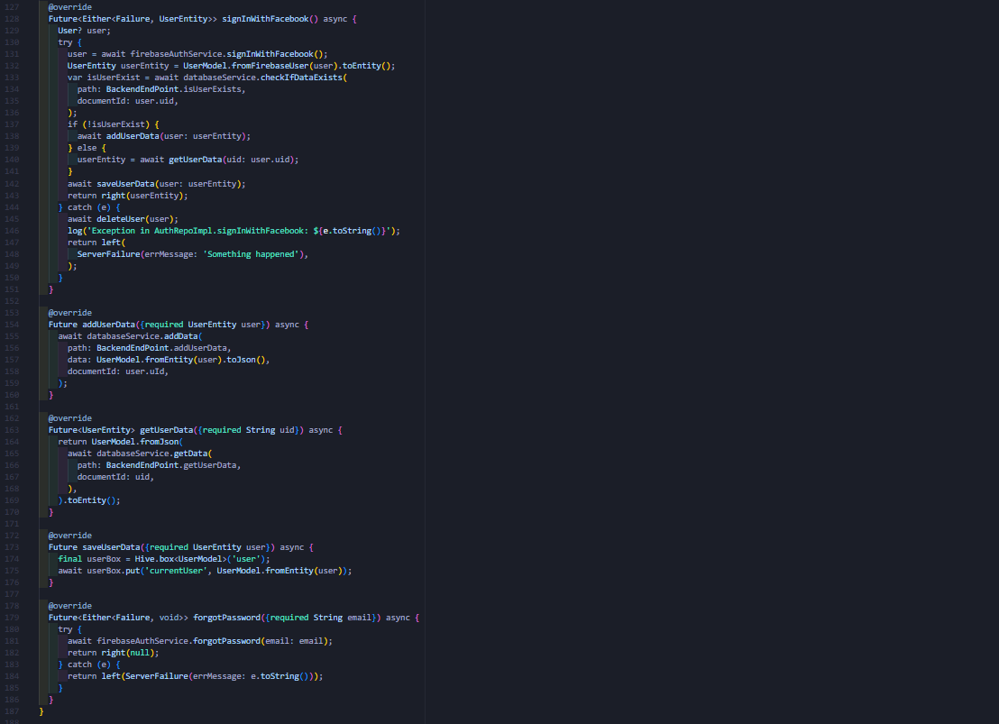 127 @override
128 Future<Either<Failure, UserEntity>> signInWithFacebook() async {
129 User? user;
130 try {
131 user = await firebaseAuthService.signInWithFacebook();
132 UserEntity userEntity = UserModel.fromFirebaseUser(user).toEntity();
133 var isUserExist = await databaseService.checkIfDataExists(
134 path: BackendEndPoint.isUserExists,
135 documentId: user.uid,
136 );
137 if (!isUserExist) {
138 await addUserData(user: userEntity);
139 } else {
140 userEntity = await getUserData(uid: user.uid);
141 }
142 await saveUserData(user: userEntity);
143 return right(userEntity);
144 } catch (e) {
145 await deleteUser(user);
146 log('Exception in AuthRepoImpl.signInWithFacebook: ${e.toString()}');
147 return left(
148 ServerFailure(errMessage: 'Something happened'),
149 );
150 }
151 }
152
153 @override
154 Future addUserData({required UserEntity user}) async {
155 await databaseService.addData(
156 path: BackendEndPoint.addUserData,
157 data: UserModel.fromEntity(user).toJson(),
158 documentId: user.uId,
159 );
160 }
161
162 @override
163 Future<UserEntity> getUserData({required String uid}) async {
164 return UserModel.fromJson(
165 await databaseService.getData(
166 path: BackendEndPoint.getUserData,
167 documentId: uid,
168 ),
169 ).toEntity();
170 }
171
172 @override
173 Future saveUserData({required UserEntity user}) async {
174 final userBox = Hive.box<UserModel>('user');
175 await userBox.put('currentUser', UserModel.fromEntity(user));
176 }
177
178 @override
179 Future<Either<Failure, void>> forgotPassword({required String email}) async {
180 try {
181 await firebaseAuthService.forgotPassword(email: email);
182 return right(null);
183 } catch (e) {
184 return left(ServerFailure(errMessage: e.toString()));
185 }
186 }
187 }